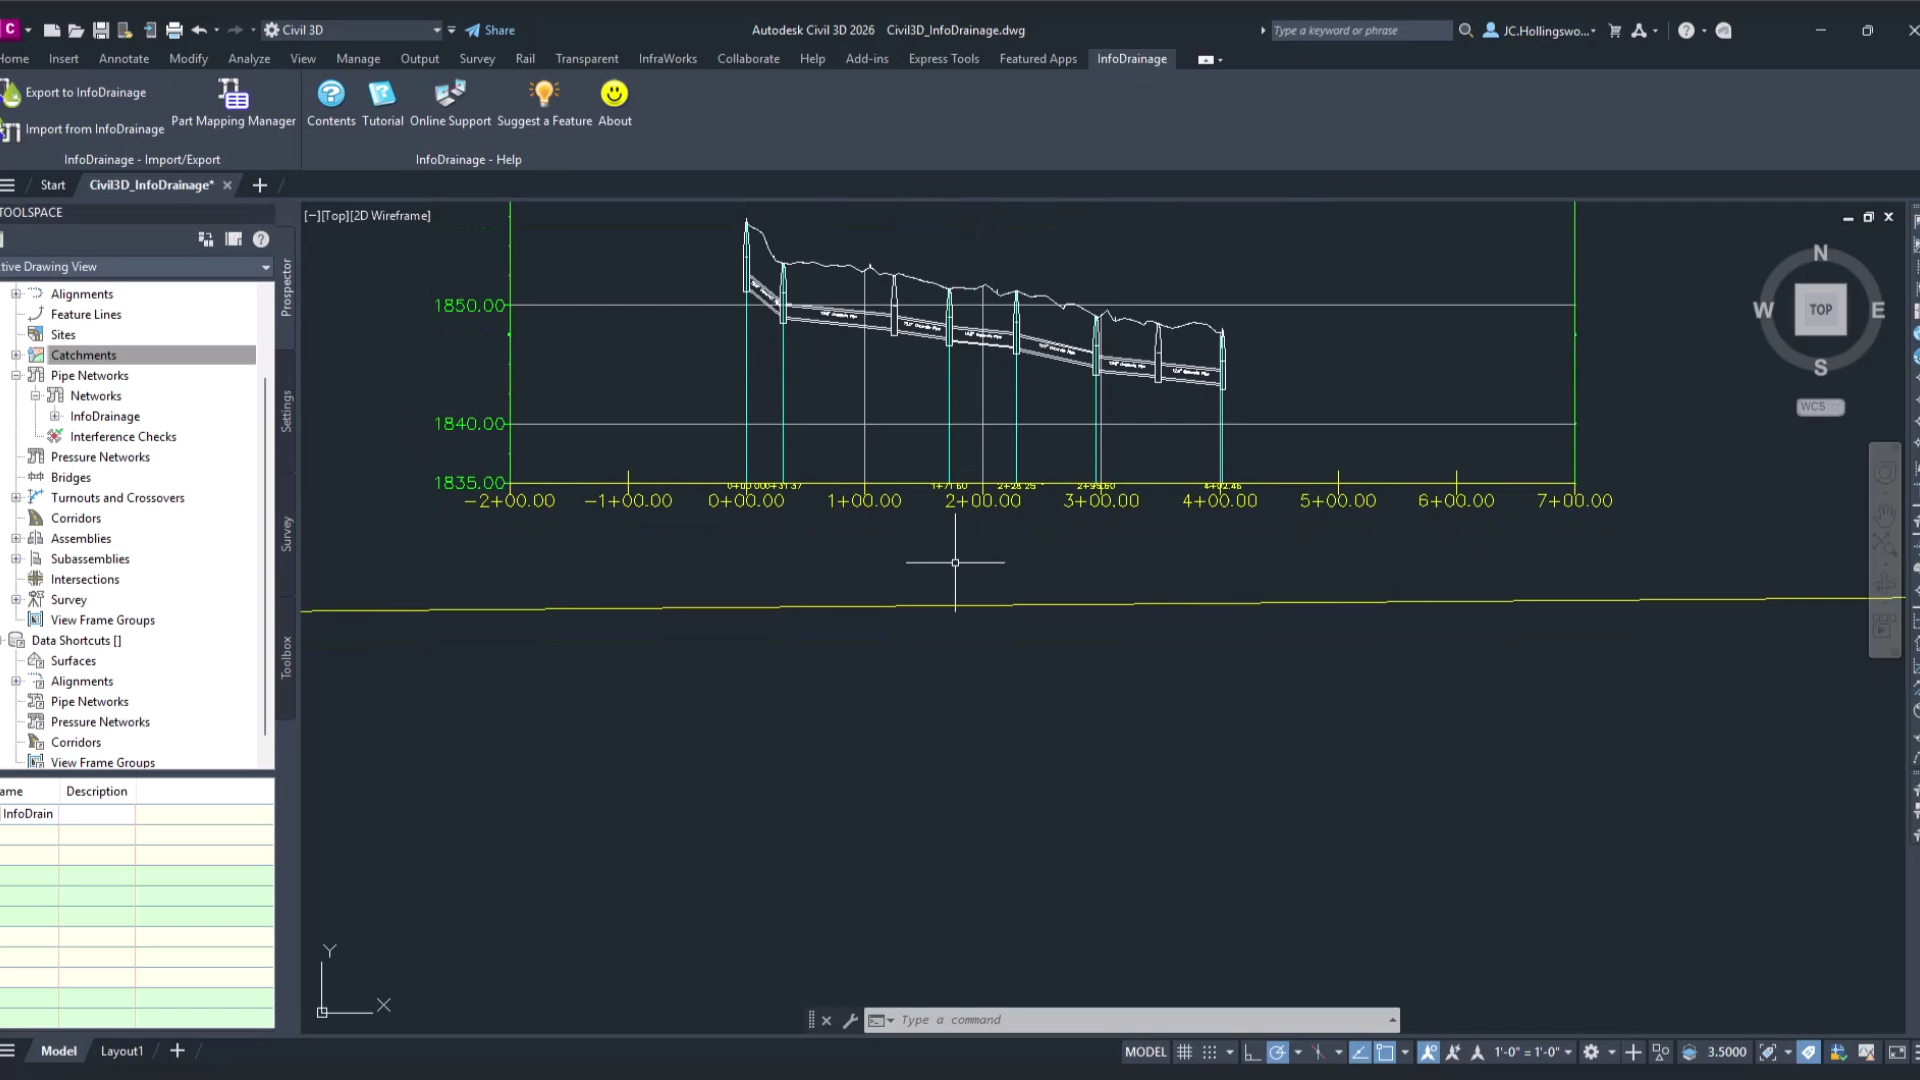 C
Civil 3D
Share
Autodesk Civil 3D 2026 Civil3D_InfoDrainage.dwg
Type a keyword or phrase
JC.Hollingswo...
Home Insert Annotate Modify Analyze View Manage Output Survey Rail Transparent InfraWorks Collaborate Help Add-ins Express Tools Featured Apps InfoDrainage
Export to InfoDrainage
Import from InfoDrainage
Part Mapping Manager
Contents Tutorial Online Support Suggest a Feature About
InfoDrainage - Import/Export
InfoDrainage - Help
Start Civil3D_InfoDrainage*
TOOLSPACE
tive Drawing View
Alignments
Feature Lines
Sites
Catchments
Pipe Networks
Networks
InfoDrainage
Interference Checks
Pressure Networks
Bridges
Turnouts and Crossovers
Corridors
Assemblies
Subassemblies
Intersections
Survey
View Frame Groups
Data Shortcuts []
Surfaces
Alignments
Pipe Networks
Pressure Networks
Corridors
View Frame Groups
Prospector
Settings
Survey
Toolbox
ame Description
InfoDrain
[−][Top][2D Wireframe]
1850.00
1840.00
1835.00
−2+00.00 −1+00.00 0+00.00 1+00.00 2+00.00 3+00.00 4+00.00 5+00.00 6+00.00 7+00.00
N
W TOP E
S
WCS
Y
X
Type a command
Model Layout1
MODEL
1'-0" = 1'-0"
3.5000